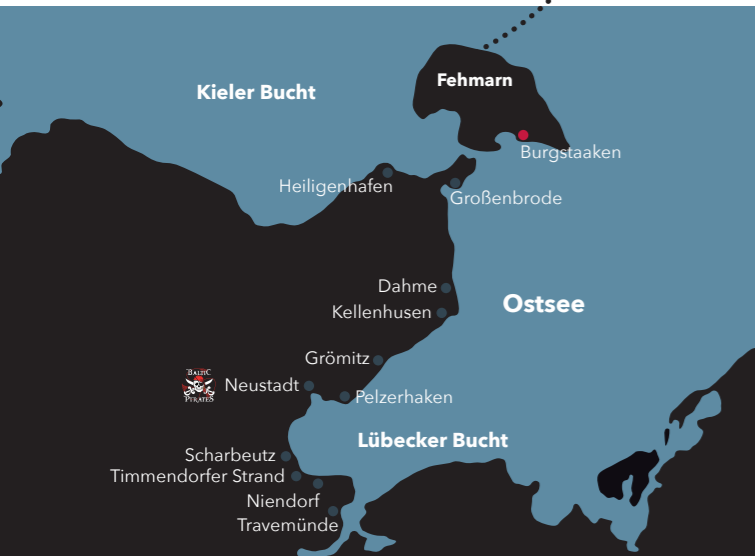 Kieler Bucht
Fehmarn
Burgstaaken
Heiligenhafen
Großenbrode
Dahme
Kellenhusen
Ostsee
Grömitz
BALTIC
PYRATES
Neustadt
Pelzerhaken
Lübecker Bucht
Scharbeutz
Timmendorfer Strand
Niendorf
Travemünde